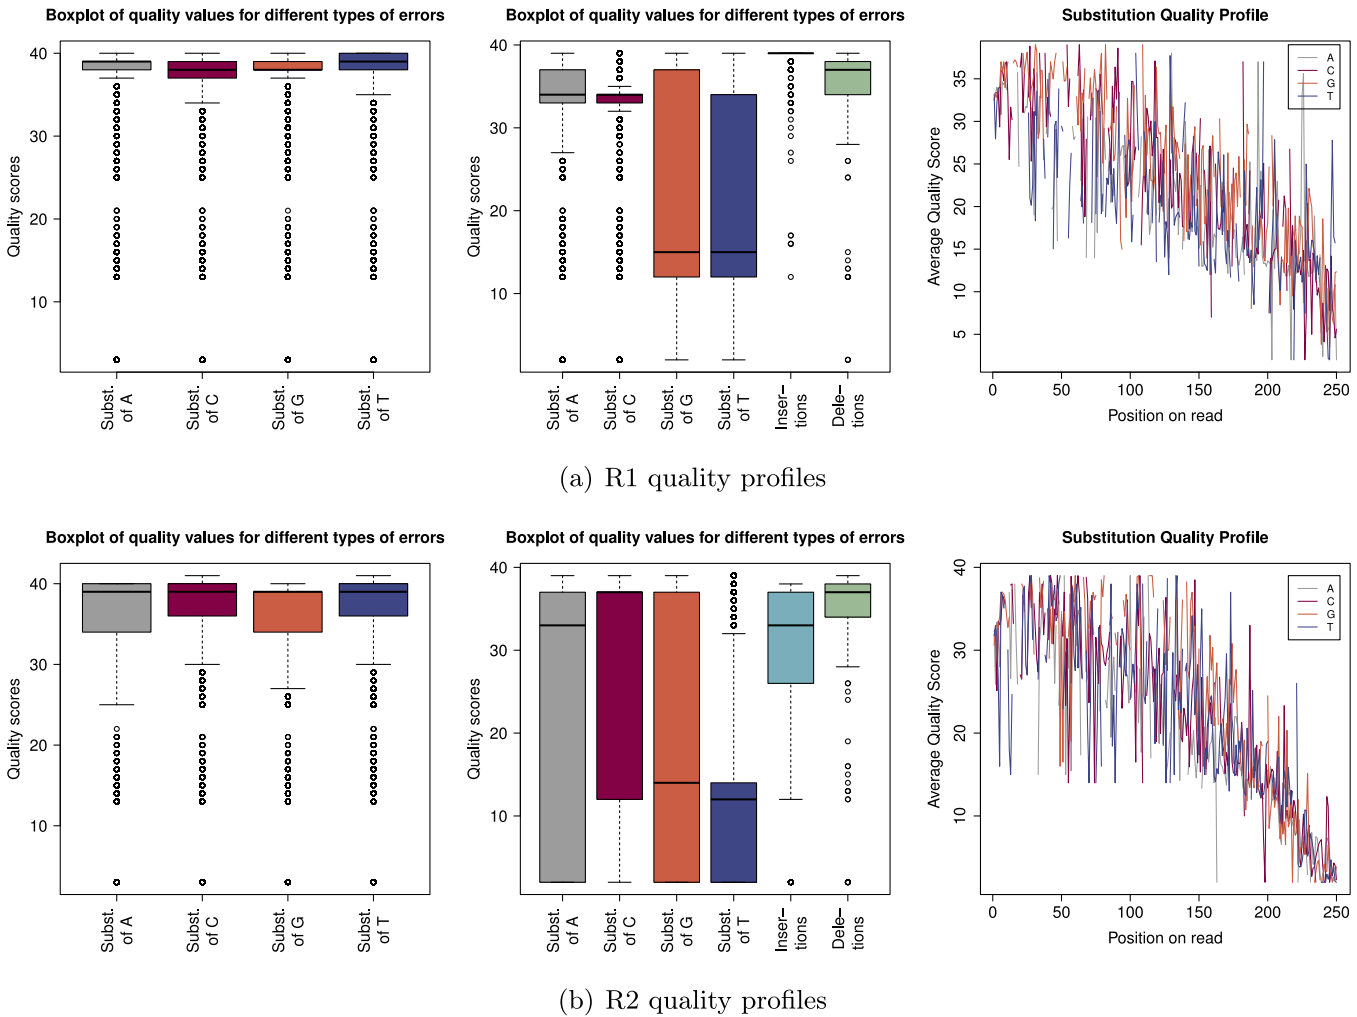 Boxplot of quality values for different types of errors
Quality scores
40
30
20
10
Subst.
of A
Subst.
of C
Subst.
of G
Subst.
of T
Boxplot of quality values for different types of errors
Quality scores
40
30
20
10
Subst.
of A
Subst.
of C
Subst.
of G
Subst.
of T
Inser–
tions
Dele–
tions
Substitution Quality Profile
Average Quality Score
35
30
25
20
15
10
5
A
C
G
T
0
50
100
150
200
250
Position on read
(a) R1 quality profiles
Boxplot of quality values for different types of errors
Quality scores
40
30
20
10
Subst.
of A
Subst.
of C
Subst.
of G
Subst.
of T
Boxplot of quality values for different types of errors
Quality scores
40
30
20
10
Subst.
of A
Subst.
of C
Subst.
of G
Subst.
of T
Inser–
tions
Dele–
tions
Substitution Quality Profile
Average Quality Score
40
30
20
10
A
C
G
T
0
50
100
150
200
250
Position on read
(b) R2 quality profiles